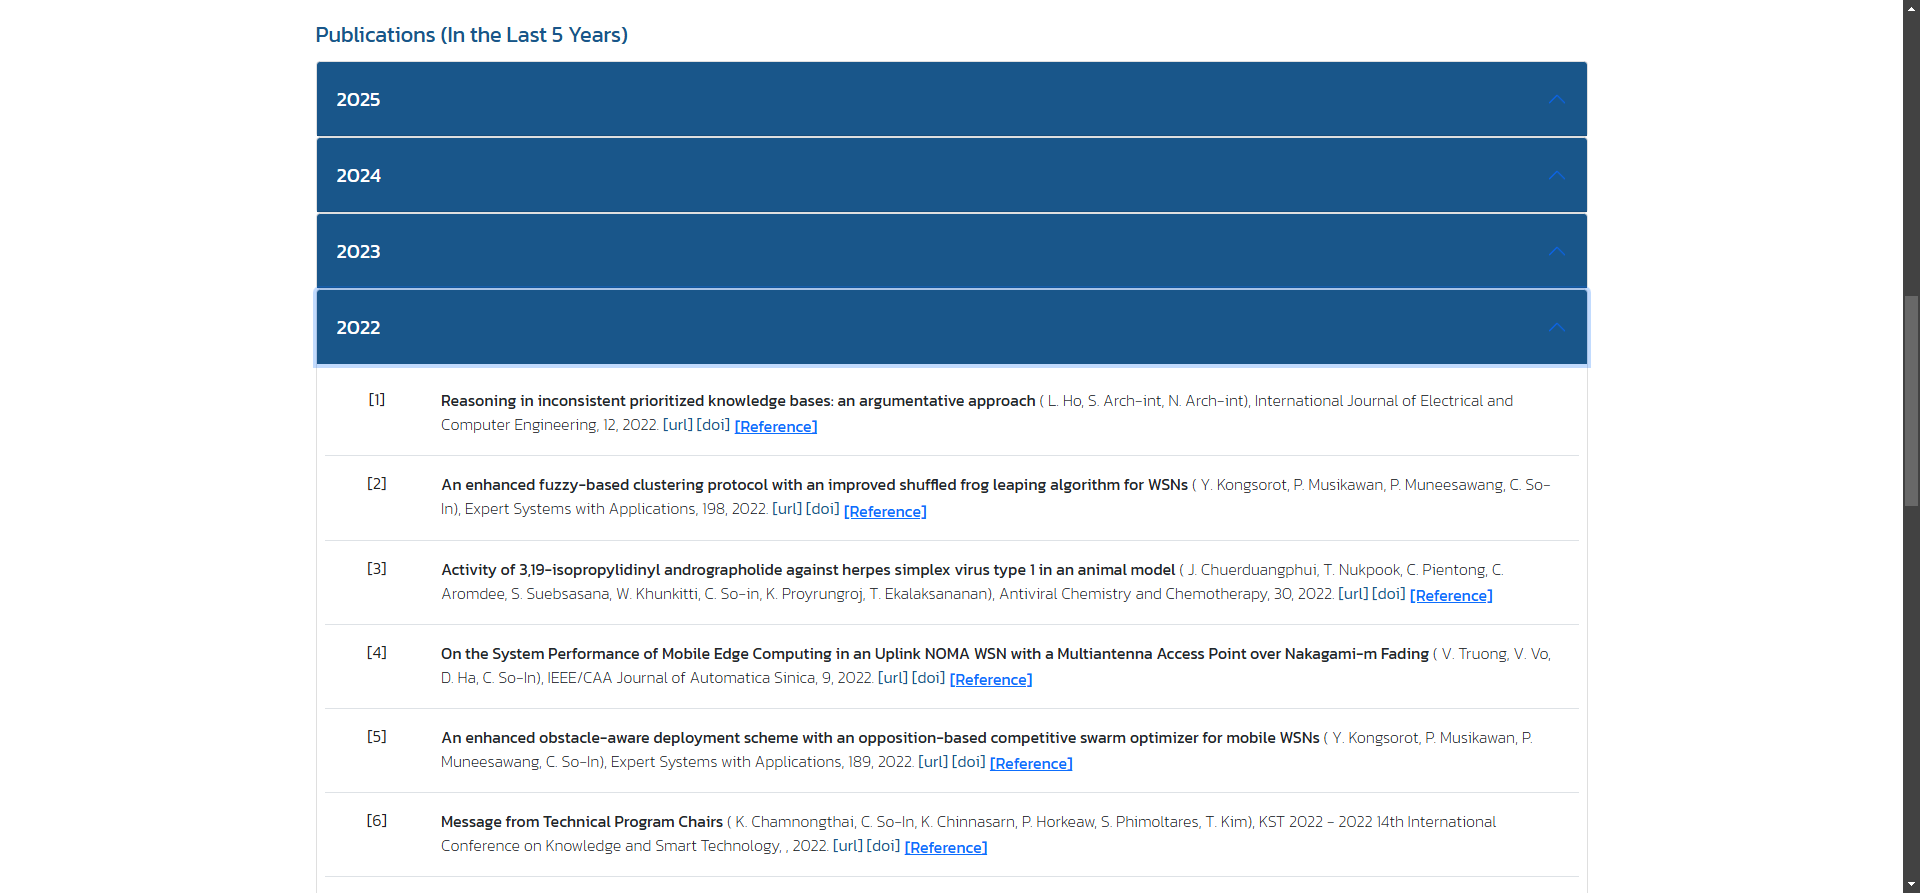 Publications (In the Last 5 Years)
2025
2024
2023
2022
[1]
Reasoning in inconsistent prioritized knowledge bases: an argumentative approach ( L. Ho, S. Arch-int, N. Arch-int), International Journal of Electrical and
Computer Engineering, 12, 2022. [url] [doi] [Reference]
[2]
An enhanced fuzzy-based clustering protocol with an improved shuffled frog leaping algorithm for WSNs ( Y. Kongsorot, P. Musikawan, P. Muneesawang, C. So-
In), Expert Systems with Applications, 198, 2022. [url] [doi] [Reference]
[3]
Activity of 3,19-isopropylidinyl andrographolide against herpes simplex virus type 1 in an animal model ( J. Chuerduangphui, T. Nukpook, C. Pientong, C.
Aromdee, S. Suebsasana, W. Khunkitti, C. So-in, K. Proyrungroj, T. Ekalaksananan), Antiviral Chemistry and Chemotherapy, 30, 2022. [url] [doi] [Reference]
[4]
On the System Performance of Mobile Edge Computing in an Uplink NOMA WSN with a Multiantenna Access Point over Nakagami-m Fading ( V. Truong, V. Vo,
D. Ha, C. So-In), IEEE/CAA Journal of Automatica Sinica, 9, 2022. [url] [doi] [Reference]
[5]
An enhanced obstacle-aware deployment scheme with an opposition-based competitive swarm optimizer for mobile WSNs ( Y. Kongsorot, P. Musikawan, P.
Muneesawang, C. So-In), Expert Systems with Applications, 189, 2022. [url] [doi] [Reference]
[6]
Message from Technical Program Chairs ( K. Chamnongthai, C. So-In, K. Chinnasarn, P. Horkeaw, S. Phimoltares, T. Kim), KST 2022 - 2022 14th International
Conference on Knowledge and Smart Technology, , 2022. [url] [doi] [Reference]